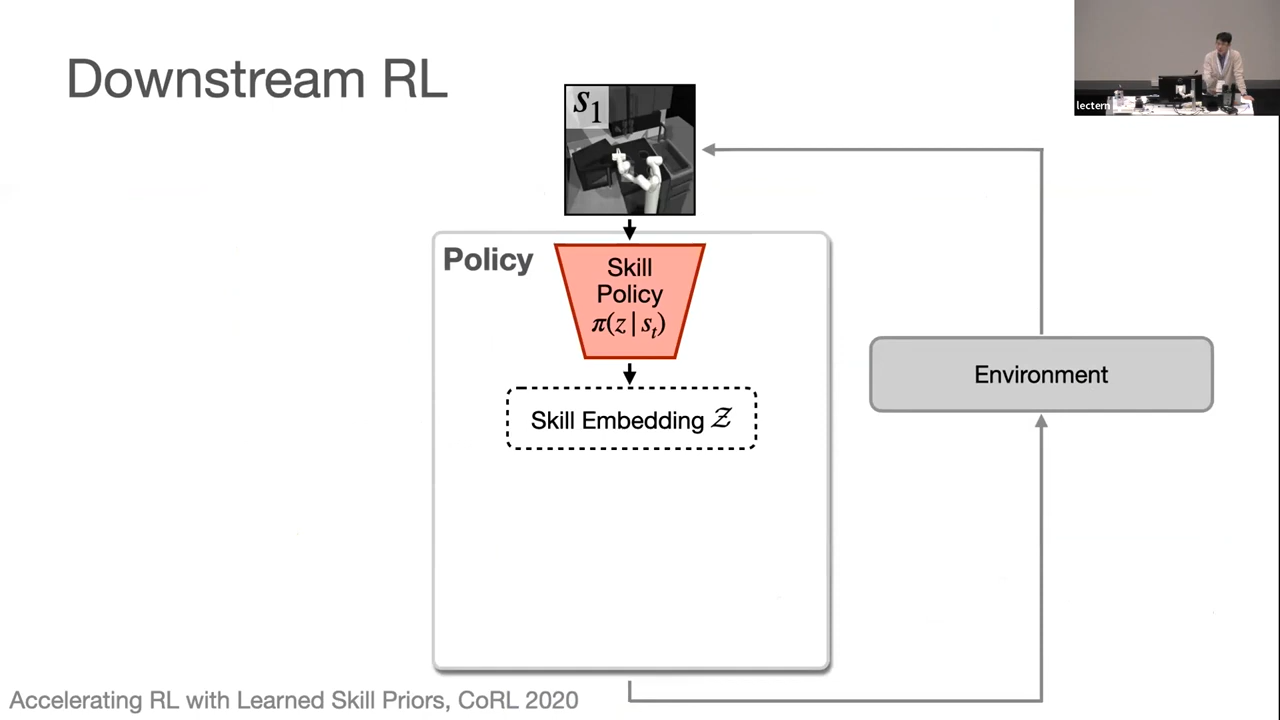 Downstream RL
s1
lectern
Policy
Skill
Policy
π(z|st)
Environment
Skill Embedding Z
Accelerating RL with Learned Skill Priors, CoRL 2020